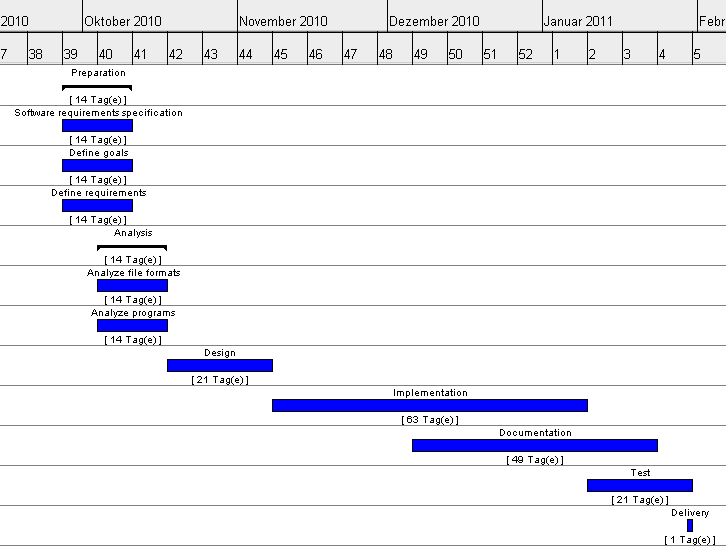 2010 Oktober 2010 November 2010 Dezember 2010 Januar 2011 Febr
7 38 39 40 41 42 43 44 45 46 47 48 49 50 51 52 1 2 3 4 5
Preparation
[ 14 Tag(e) ]
Software requirements specification
[ 14 Tag(e) ]
Define goals
[ 14 Tag(e) ]
Define requirements
[ 14 Tag(e) ]
Analysis
[ 14 Tag(e) ]
Analyze file formats
[ 14 Tag(e) ]
Analyze programs
[ 14 Tag(e) ]
Design
[ 21 Tag(e) ]
Implementation
[ 63 Tag(e) ]
Documentation
[ 49 Tag(e) ]
Test
[ 21 Tag(e) ]
Delivery
[ 1 Tag(e) ]